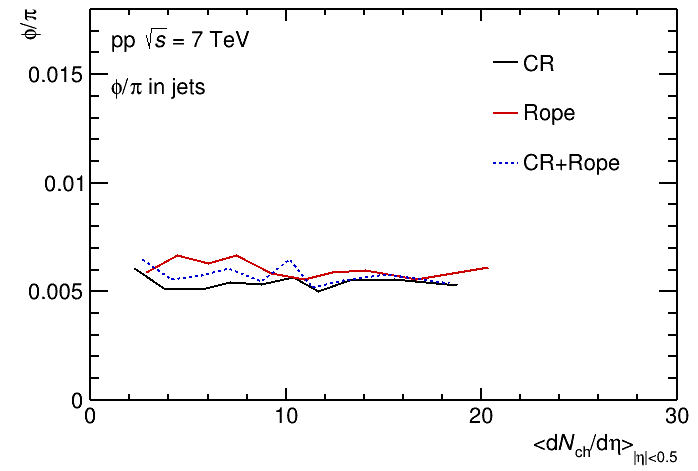 ϕ/π
pp √s = 7 TeV
ϕ/π in jets
CR
Rope
CR+Rope
0.015
0.01
0.005
0
0 10 20 30
<dNch/dη>|η|<0.5